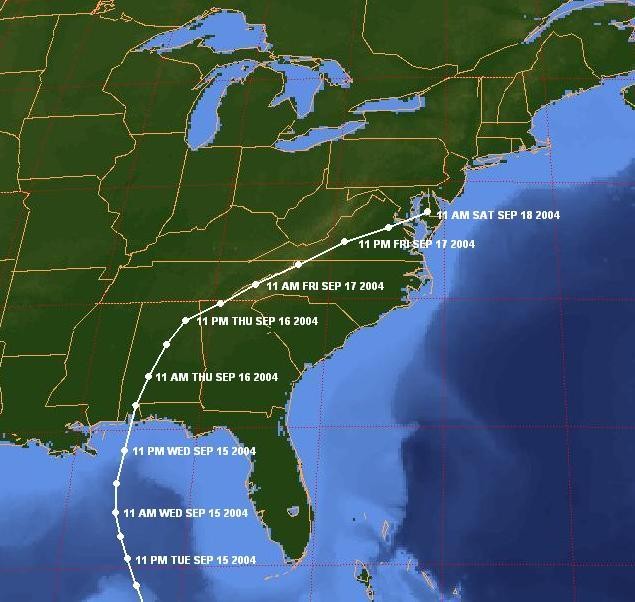 11 AM SAT SEP 18 2004
11 PM FRI SEP 17 2004
11 AM FRI SEP 17 2004
11 PM THU SEP 16 2004
11 AM THU SEP 16 2004
11 PM WED SEP 15 2004
11 AM WED SEP 15 2004
11 PM TUE SEP 15 2004